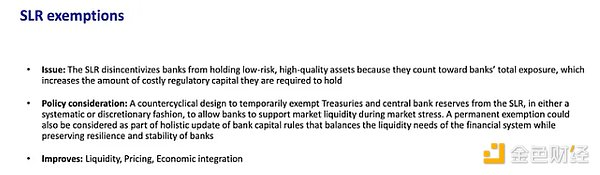 SLR exemptions
• Issue: The SLR disincentivizes banks from holding low-risk, high-quality assets because they count toward banks' total exposure, which
increases the amount of costly regulatory capital they are required to hold
• Policy consideration: A countercyclical design to temporarily exempt Treasuries and central bank reserves from the SLR, in either a
systematic or discretionary fashion, to allow banks to support market liquidity during market stress. A permanent exemption could
also be considered as part of holistic update of bank capital rules that balances the liquidity needs of the financial system while
preserving resilience and stability of banks
• Improves: Liquidity, Pricing, Economic integration
金色财经